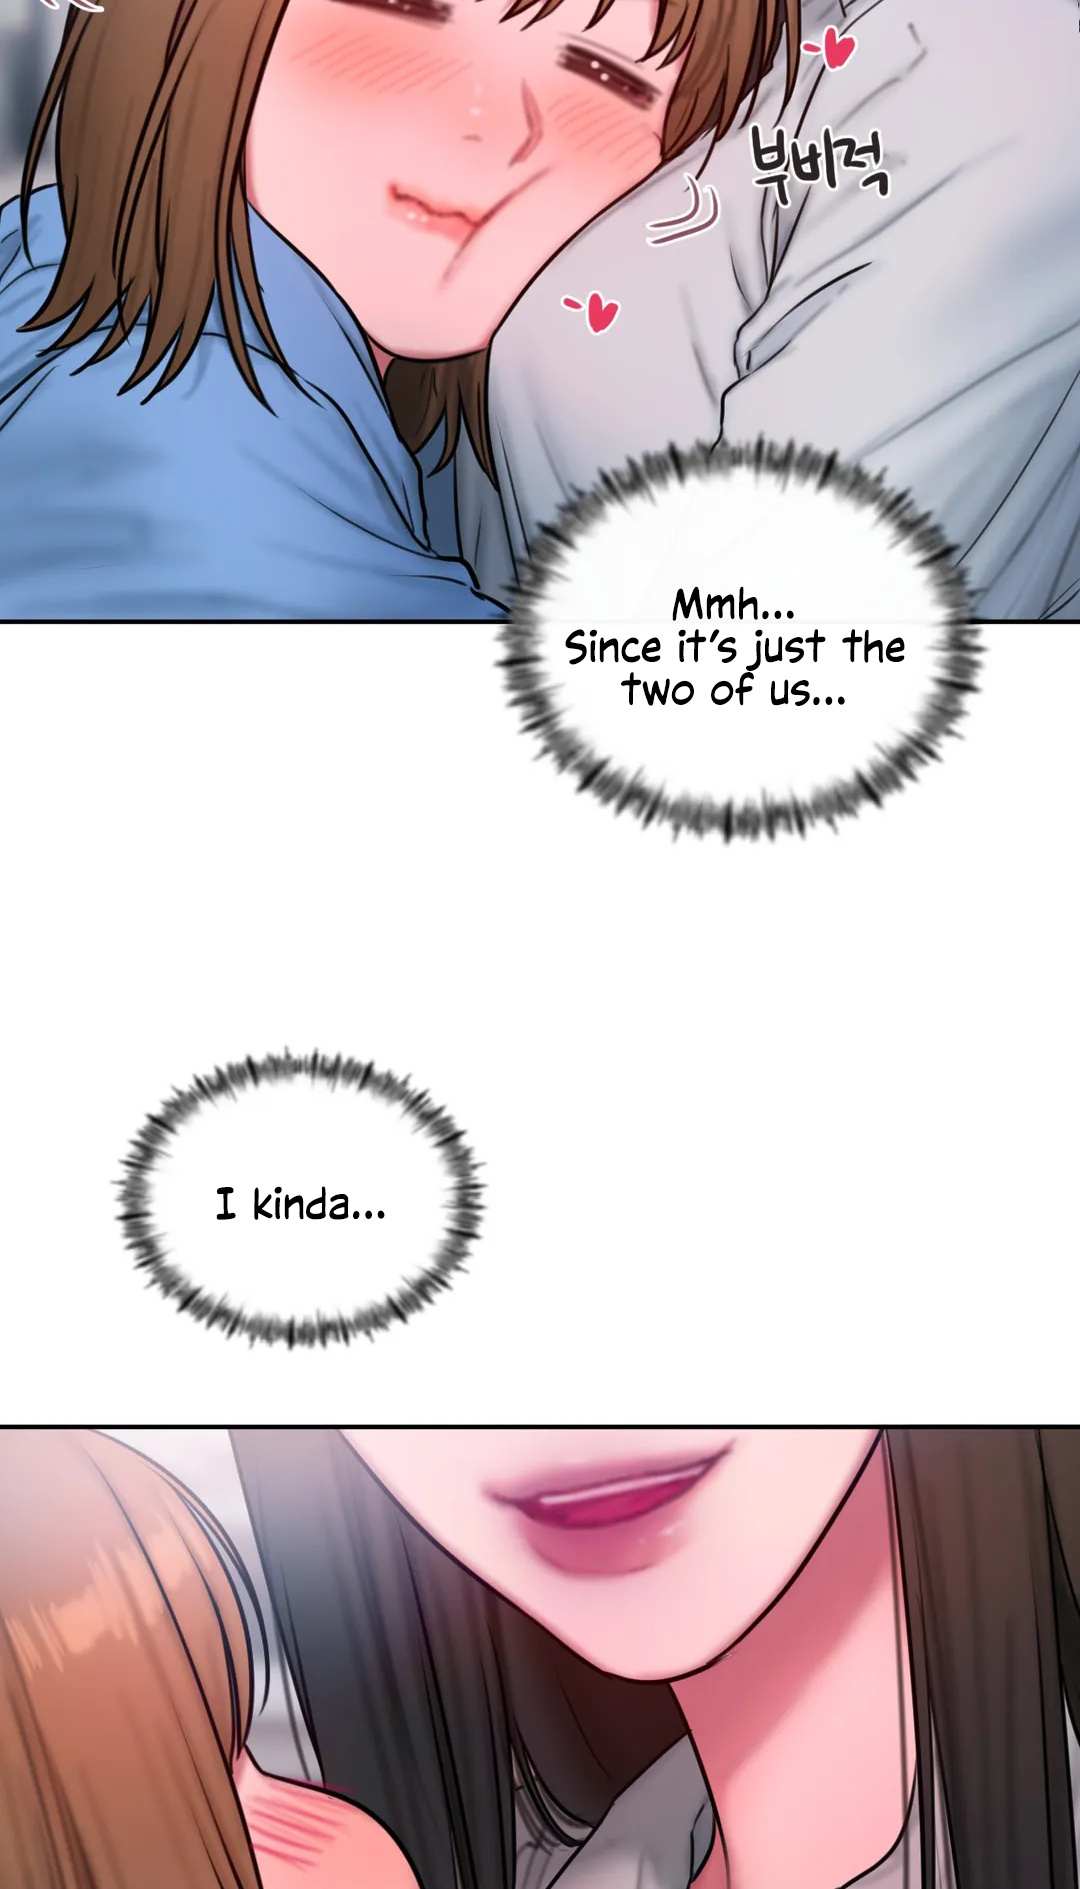 부비적
Mmh...
Since it's just the
two of us...
I kinda...